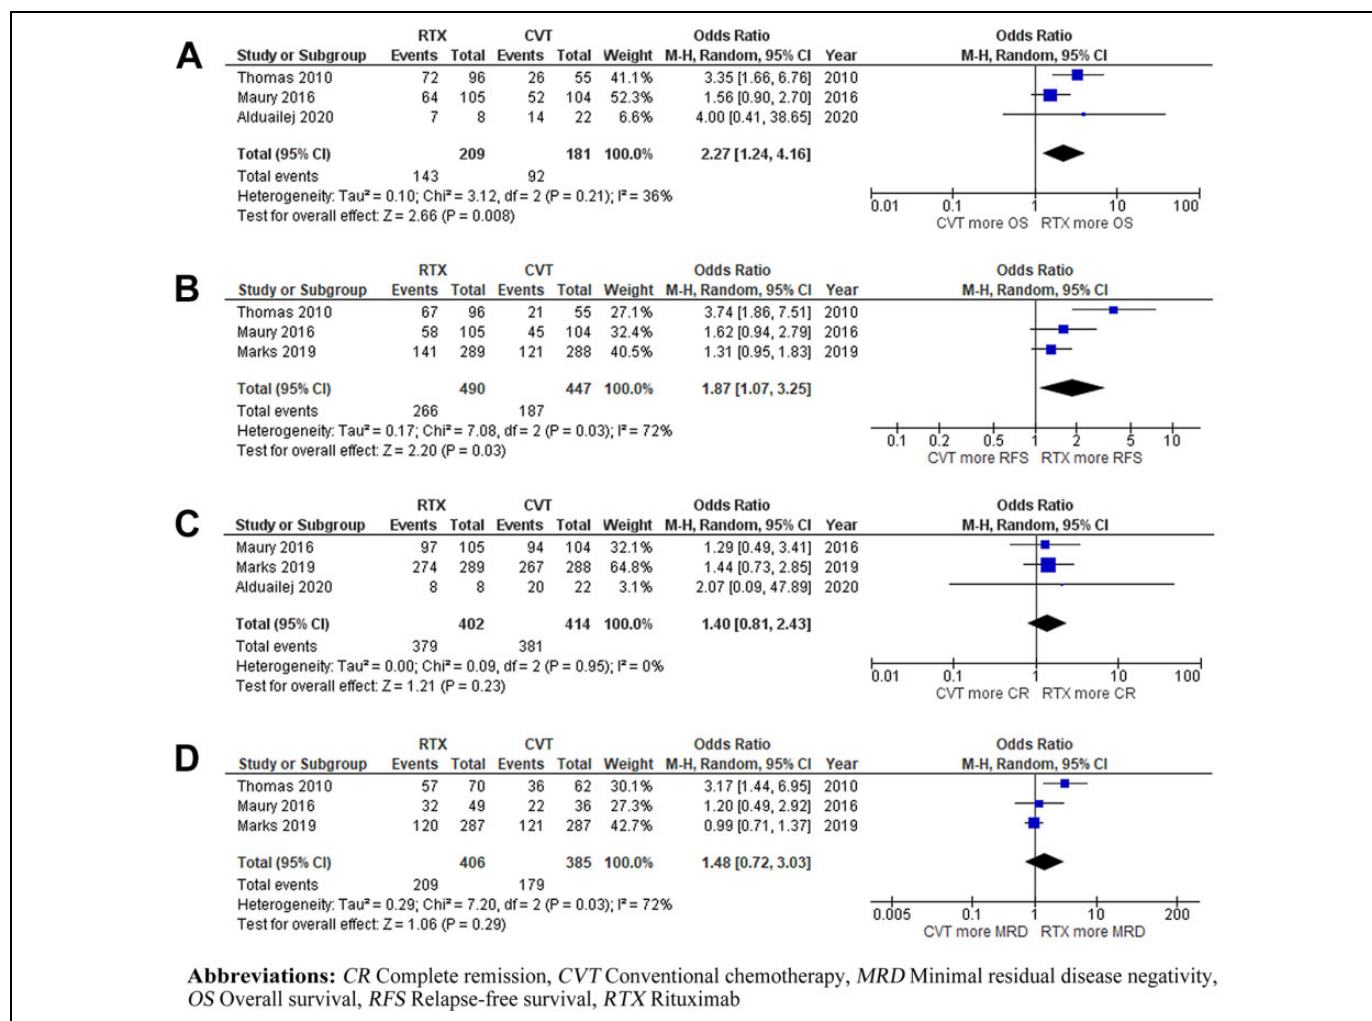 A
RTX CVT Odds Ratio Odds Ratio
Study or Subgroup Events Total Events Total Weight M-H, Random, 95% CI Year M-H, Random, 95% CI
Thomas 2010 72 96 26 55 41.1% 3.35 [1.66, 6.76] 2010
Maury 2016 64 105 52 104 52.3% 1.56 [0.90, 2.70] 2016
Alduailej 2020 7 8 14 22 6.6% 4.00 [0.41, 38.65] 2020
Total (95% CI) 209 181 100.0% 2.27 [1.24, 4.16]
Total events 143 92
Heterogeneity: Tau² = 0.10; Chi² = 3.12, df = 2 (P = 0.21); I² = 36%
Test for overall effect: Z = 2.66 (P = 0.008)
0.01 0.1 1 10 100
CVT more OS RTX more OS
B
RTX CVT Odds Ratio Odds Ratio
Study or Subgroup Events Total Events Total Weight M-H, Random, 95% CI Year M-H, Random, 95% CI
Thomas 2010 67 96 21 55 27.1% 3.74 [1.86, 7.51] 2010
Maury 2016 58 105 45 104 32.4% 1.62 [0.94, 2.79] 2016
Marks 2019 141 289 121 288 40.5% 1.31 [0.95, 1.83] 2019
Total (95% CI) 490 447 100.0% 1.87 [1.07, 3.25]
Total events 266 187
Heterogeneity: Tau² = 0.17; Chi² = 7.08, df = 2 (P = 0.03); I² = 72%
Test for overall effect: Z = 2.20 (P = 0.03)
0.1 0.2 0.5 1 2 5 10
CVT more RFS RTX more RFS
C
RTX CVT Odds Ratio Odds Ratio
Study or Subgroup Events Total Events Total Weight M-H, Random, 95% CI Year M-H, Random, 95% CI
Maury 2016 97 105 94 104 32.1% 1.29 [0.49, 3.41] 2016
Marks 2019 274 289 267 288 64.8% 1.44 [0.73, 2.85] 2019
Alduailej 2020 8 8 20 22 3.1% 2.07 [0.09, 47.89] 2020
Total (95% CI) 402 414 100.0% 1.40 [0.81, 2.43]
Total events 379 381
Heterogeneity: Tau² = 0.00; Chi² = 0.09, df = 2 (P = 0.95); I² = 0%
Test for overall effect: Z = 1.21 (P = 0.23)
0.01 0.1 1 10 100
CVT more CR RTX more CR
D
RTX CVT Odds Ratio Odds Ratio
Study or Subgroup Events Total Events Total Weight M-H, Random, 95% CI Year M-H, Random, 95% CI
Thomas 2010 57 70 36 62 30.1% 3.17 [1.44, 6.95] 2010
Maury 2016 32 49 22 36 27.3% 1.20 [0.49, 2.92] 2016
Marks 2019 120 287 121 287 42.7% 0.99 [0.71, 1.37] 2019
Total (95% CI) 406 385 100.0% 1.48 [0.72, 3.03]
Total events 209 179
Heterogeneity: Tau² = 0.29; Chi² = 7.20, df = 2 (P = 0.03); I² = 72%
Test for overall effect: Z = 1.06 (P = 0.29)
0.005 0.1 1 10 200
CVT more MRD RTX more MRD
Abbreviations: CR Complete remission, CVT Conventional chemotherapy, MRD Minimal residual disease negativity,
OS Overall survival, RFS Relapse-free survival, RTX Rituximab